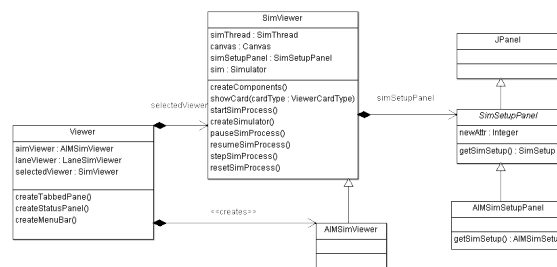 SimViewer
simThread : SimThread
canvas : Canvas
simSetupPanel : SimSetupPanel
sim : Simulator
createComponents()
showCard(cardType : ViewerCardType)
startSimProcess()
createSimulator()
pauseSimProcess()
resumeSimProcess()
stepSimProcess()
resetSimProcess()
JPanel
simSetupPanel
selectedViewer
SimSetupPanel
newAttr : Integer
getSimSetup() : SimSetup
Viewer
aimViewer : AIMSimViewer
laneViewer : LaneSimViewer
selectedViewer : SimViewer
createTabbedPane()
createStatusPanel()
createMenuBar()
<<creates>>
AIMSimViewer
AIMSimSetupPanel
getSimSetup() : AIMSimSetu